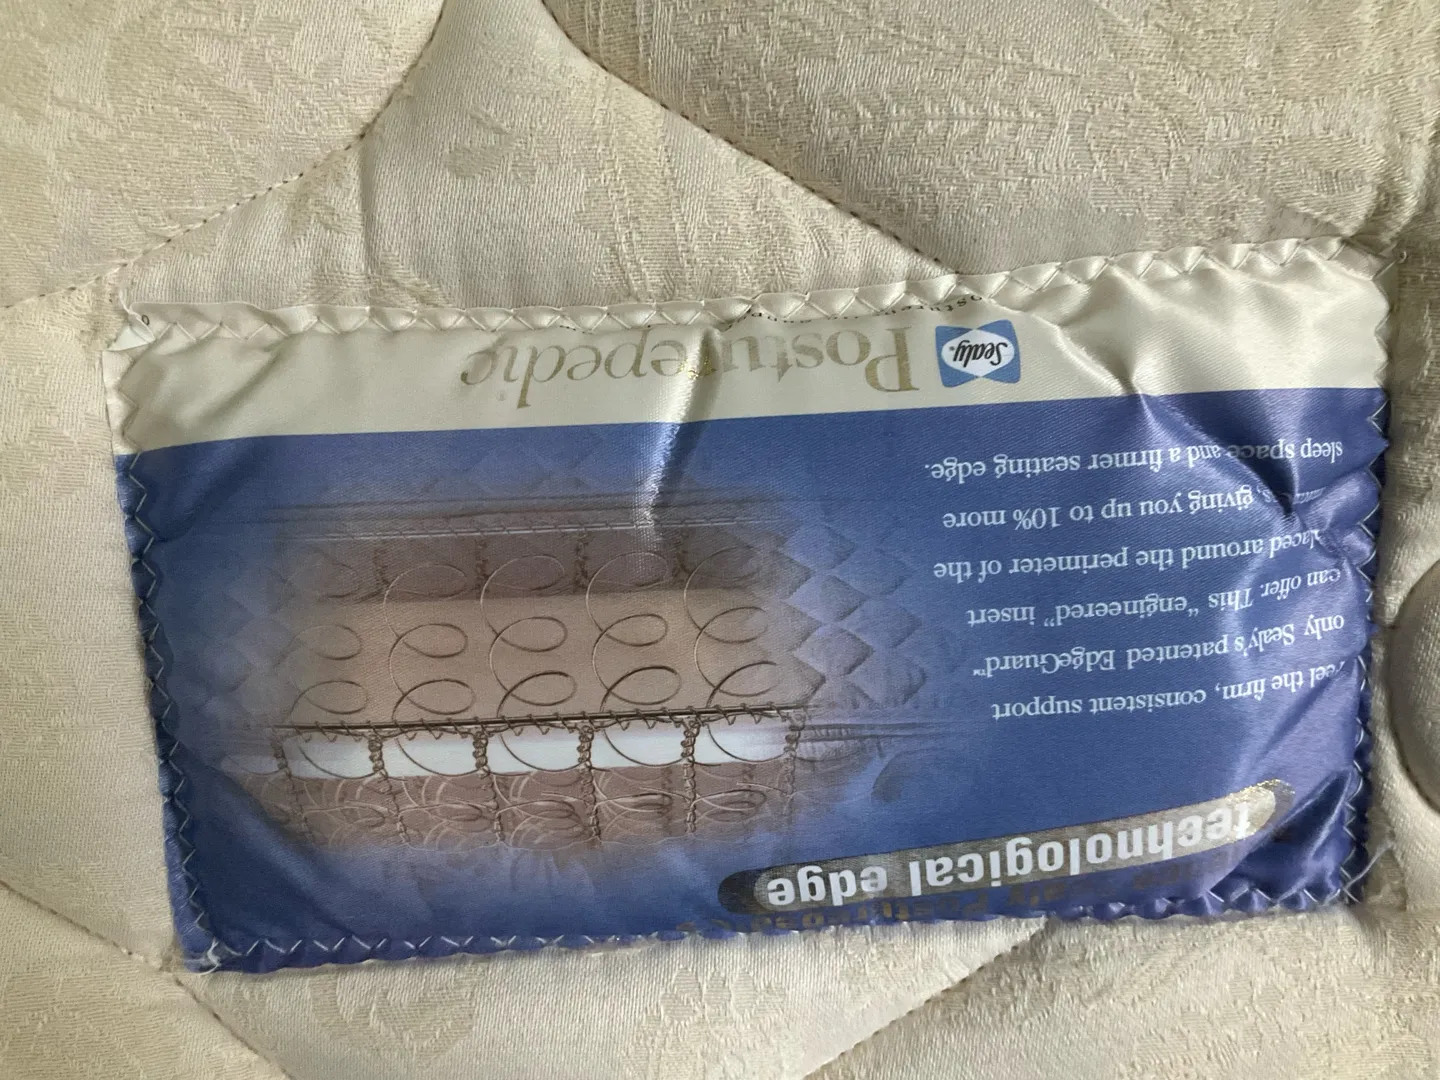 technological edge
feel the firm, consistent support
only Sealy's patented EdgeGuard™
can offer. This "engineered" insert
placed around the perimeter of the
giving you up to 10% more
sleep space and a firmer seating edge.
Sealy® Posturepedic®